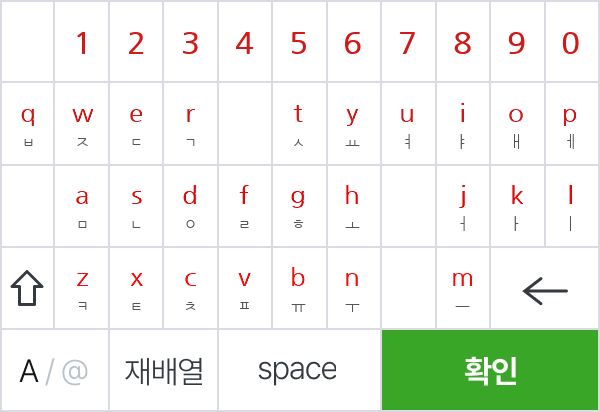 1 2 3 4 5 6 7 8 9 0
q w e r t y u i o p
ㅂ ㅈ ㄷ ㄱ ㅅ ㅛ ㅕ ㅑ ㅐ ㅔ
a s d f g h j k l
ㅁ ㄴ ㅇ ㄹ ㅎ ㅗ ㅓ ㅏ ㅣ
z x c v b n m
ㅋ ㅌ ㅊ ㅍ ㅠ ㅜ ㅡ
A/@ 재배열 space 확인